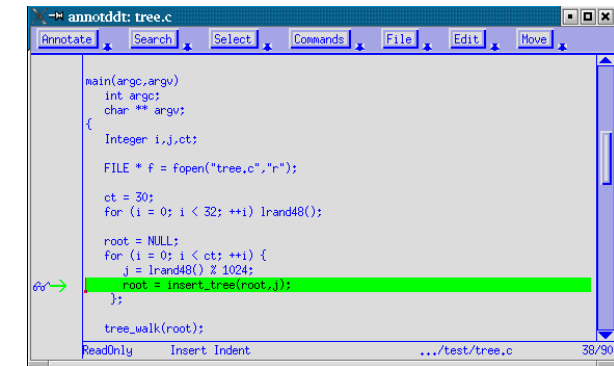 annotddt: tree.c
Annotate Search Select Commands File Edit Move
main(argc,argv)
int argc;
char ** argv;
{
Integer i,j,ct;
FILE * f = fopen("tree.c","r");
ct = 30;
for (i = 0; i < 32; ++i) lrand48();
root = NULL;
for (i = 0; i < ct; ++i) {
j = lrand48() % 1024;
root = insert_tree(root,j);
};
tree_walk(root);
ReadOnly Insert Indent .../test/tree.c 38/90